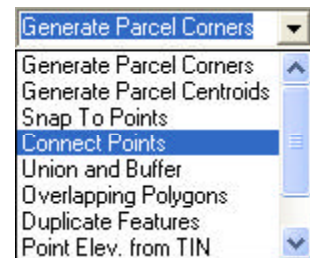 Generate Parcel Corners
Generate Parcel Corners
Generate Parcel Centroids
Snap To Points
Connect Points
Union and Buffer
Overlapping Polygons
Duplicate Features
Point Elev. from TIN